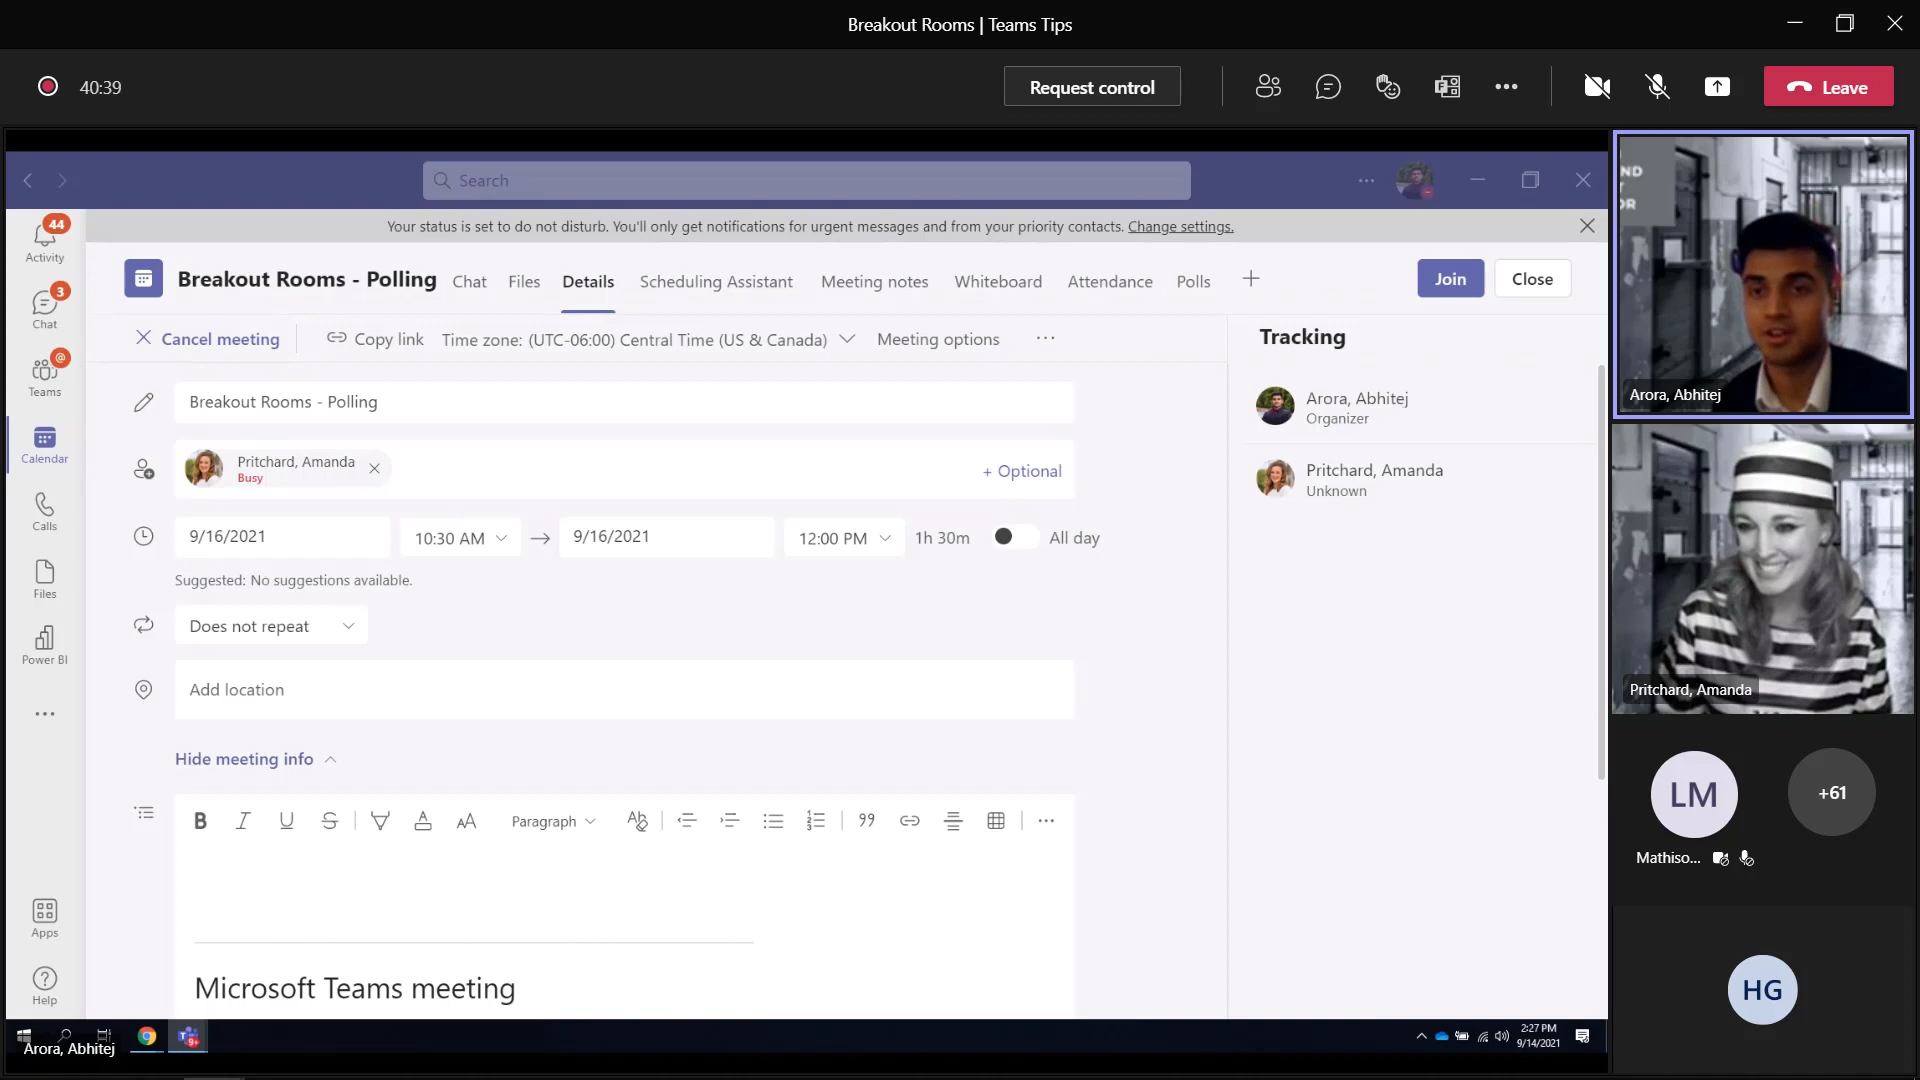 Breakout Rooms | Teams Tips
40:39
Request control
Leave
Search
Your status is set to do not disturb. You'll only get notifications for urgent messages and from your priority contacts. Change settings.
44
Activity
3
Chat
@
Teams
Calendar
Calls
Files
Power BI
Apps
Help
Breakout Rooms - Polling
Chat
Files
Details
Scheduling Assistant
Meeting notes
Whiteboard
Attendance
Polls
Join
Close
Cancel meeting
Copy link
Time zone: (UTC-06:00) Central Time (US & Canada)
Meeting options
Breakout Rooms - Polling
Pritchard, Amanda
Busy
+ Optional
9/16/2021
10:30 AM
9/16/2021
12:00 PM
1h 30m
All day
Suggested: No suggestions available.
Does not repeat
Add location
Hide meeting info
B
I
U
S
A
AA
Paragraph
Microsoft Teams meeting
Tracking
Arora, Abhitej
Organizer
Pritchard, Amanda
Unknown
ND
OR
Arora, Abhitej
Pritchard, Amanda
LM
+61
Mathiso...
HG
Arora, Abhitej
9+
2:27 PM
9/14/2021